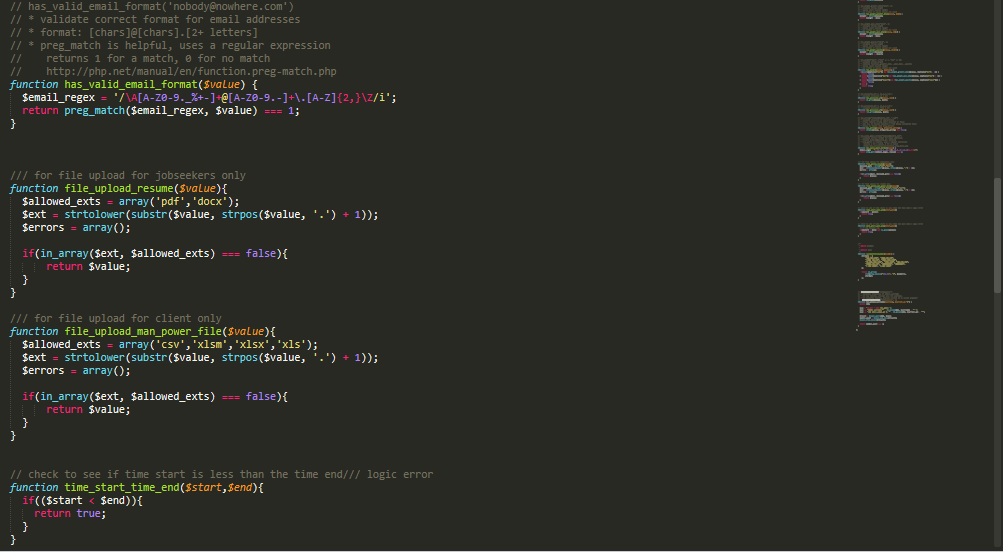 // has_valid_email_format('nobody@nowhere.com')
// * validate correct format for email addresses
// * format: [chars]@[chars].[2+ letters]
// * preg_match is helpful, uses a regular expression
//    returns 1 for a match, 0 for no match
//    http://php.net/manual/en/function.preg-match.php
function has_valid_email_format($value) {
  $email_regex = '/\A[A-Z0-9._%+-]+@[A-Z0-9.-]+\.[A-Z]{2,}\Z/i';
  return preg_match($email_regex, $value) === 1;
}
/// for file upload for jobseekers only
function file_upload_resume($value){
  $allowed_exts = array('pdf','docx');
  $ext = strtolower(substr($value, strpos($value, '.') + 1));
  $errors = array();
  if(in_array($ext, $allowed_exts) === false){
      return $value;
  }
}
/// for file upload for client only
function file_upload_man_power_file($value){
  $allowed_exts = array('csv','xlsm','xlsx','xls');
  $ext = strtolower(substr($value, strpos($value, '.') + 1));
  $errors = array();
  if(in_array($ext, $allowed_exts) === false){
      return $value;
  }
}
// check to see if time start is less than the time end/// logic error
function time_start_time_end($start,$end){
  if(($start < $end)){
    return true;
  }
}